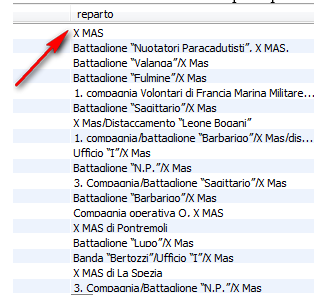 reparto
X MAS
Battaglione "Nuotatori Paracadutisti". X MAS.
Battaglione "Valanga"/X Mas
Battaglione "Fulmine"/X Mas
1. compagnia Volontari di Francia Marina Militare...
Battaglione "Sagittario"/X Mas
X Mas/Distaccamento "Leone Bogani"
1. compagnia/battaglione "Barbarigo"/X Mas/dis...
Ufficio "I"/X Mas
Battaglione "N.P."/X Mas
3. Compagnia/Battaglione "Sagittario"/X Mas
Battaglione "Barbarigo"/X Mas
Compagnia operativa O. X MAS
X MAS di Pontremoli
Battaglione "Lupo"/X Mas
Banda "Bertozzi"/Ufficio "I"/X Mas
X MAS di La Spezia
3. Compagnia/Battaglione "N.P."/X Mas